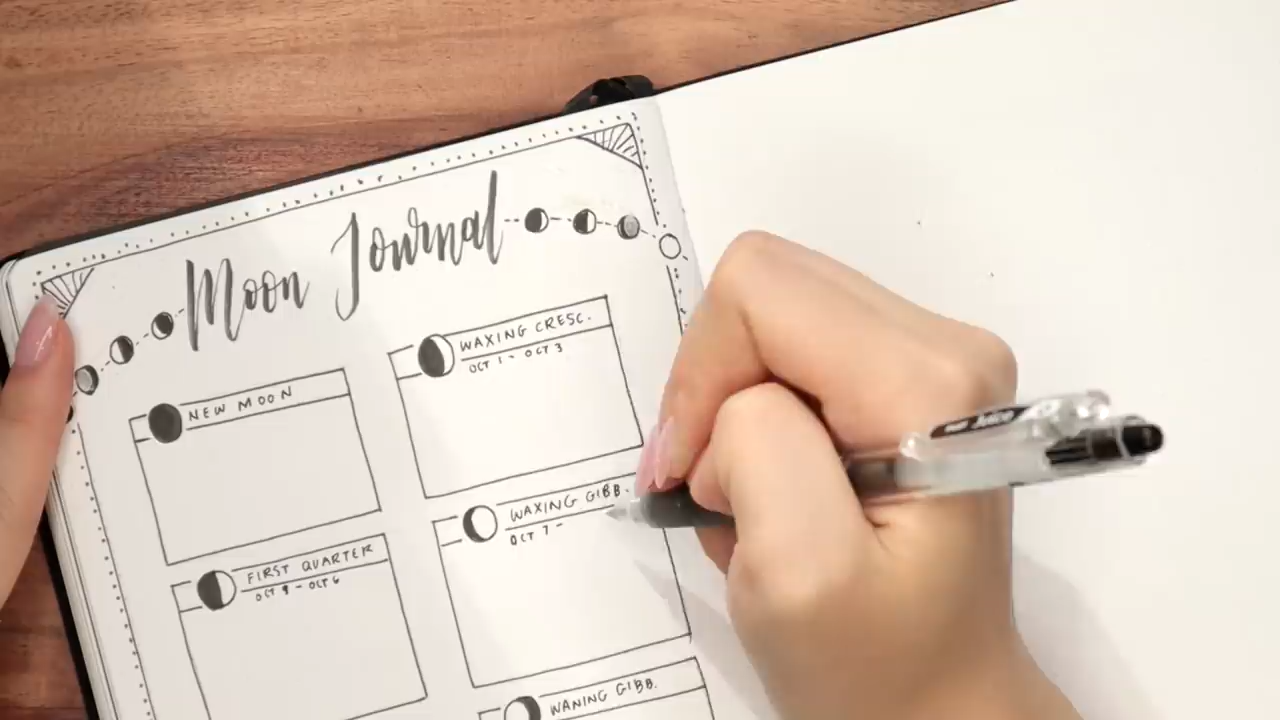 Moon Journal
NEW MOON
WAXING CRESC.
OCT 1 - OCT 3
FIRST QUARTER
OCT 4 - OCT 6
WAXING GIBB.
OCT 7 -
WANING GIBB.
Juice